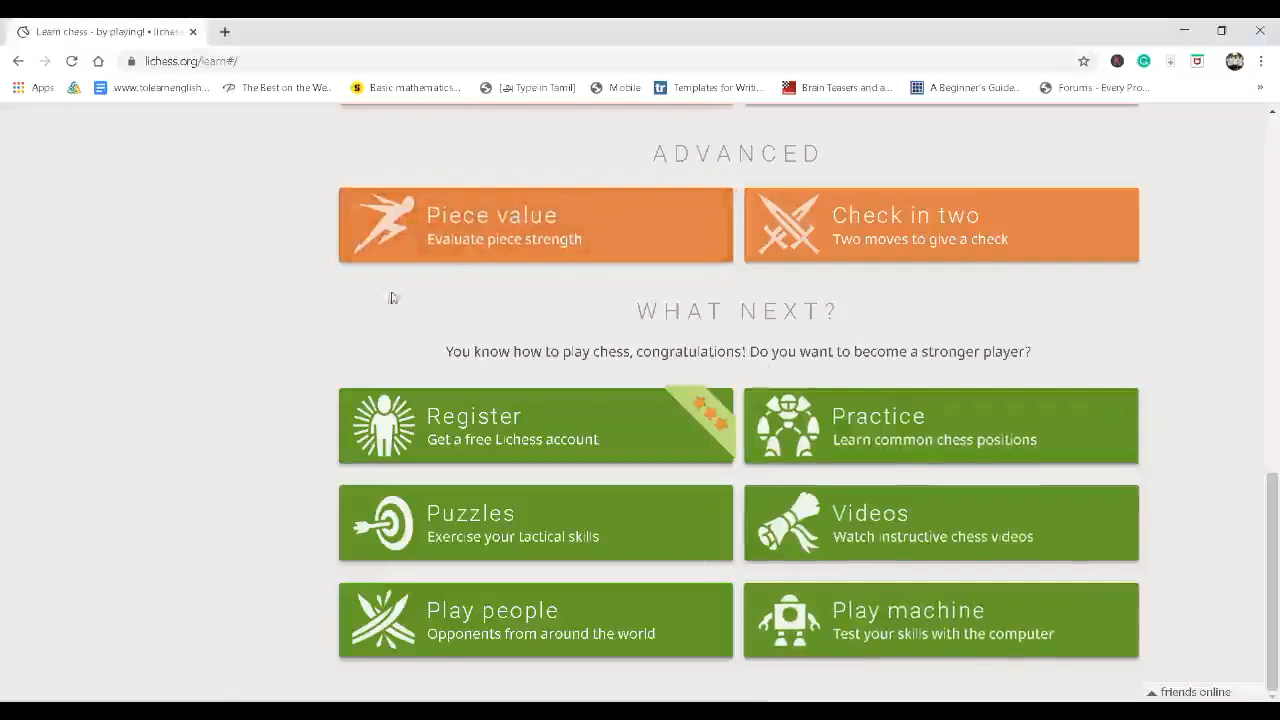 Learn chess - by playing! • lichess
lichess.org/learn#/
Apps
www.tolearnenglish...
The Best on the We...
Basic mathematics...
Type in Tamil]
Mobile
Templates for Writi...
Brain Teasers and a...
A Beginner's Guide...
Forums - Every Pro...
»
ADVANCED
Piece value
Evaluate piece strength
Check in two
Two moves to give a check
WHAT NEXT?
You know how to play chess, congratulations! Do you want to become a stronger player?
Register
Get a free Lichess account
Practice
Learn common chess positions
Puzzles
Exercise your tactical skills
Videos
Watch instructive chess videos
Play people
Opponents from around the world
Play machine
Test your skills with the computer
friends online